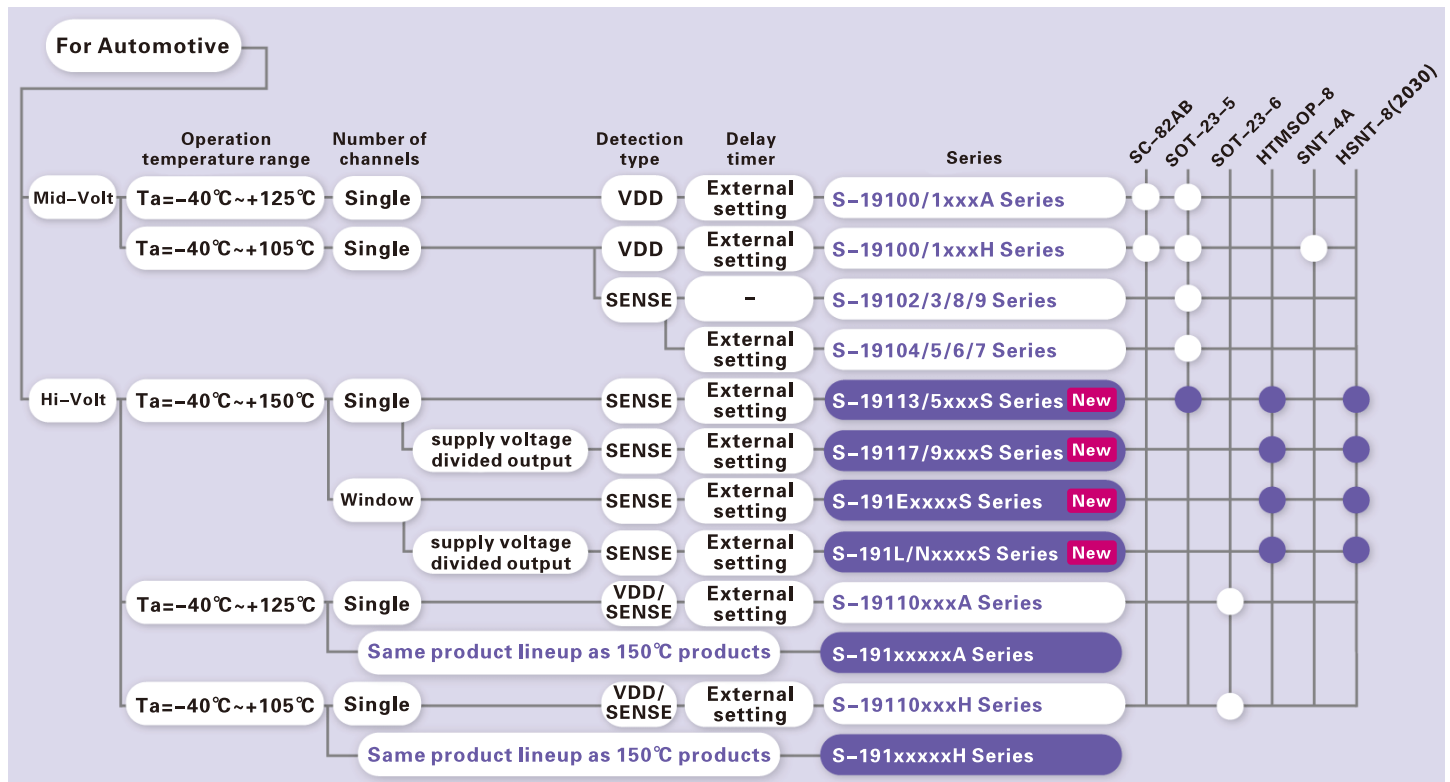 For Automotive
Operation
temperature range
Number of
channels
Detection
type
Delay
timer
Series
SC–82AB
SOT–23–5
SOT–23–6
HTMSOP–8
SNT–4A
HSNT–8(2030)
Mid–Volt
Ta=–40℃~+125℃
Single
VDD
External
setting
S–19100/1xxxA Series
Ta=–40℃~+105℃
Single
VDD
External
setting
S–19100/1xxxH Series
SENSE
–
S–19102/3/8/9 Series
External
setting
S–19104/5/6/7 Series
Hi–Volt
Ta=–40℃~+150℃
Single
SENSE
External
setting
S–19113/5xxxS Series New
supply voltage
divided output
SENSE
External
setting
S–19117/9xxxS Series New
Window
SENSE
External
setting
S–191ExxxxS Series New
supply voltage
divided output
SENSE
External
setting
S–191L/NxxxxS Series New
Ta=–40℃~+125℃
Single
VDD/
SENSE
External
setting
S–19110xxxA Series
Same product lineup as 150℃ products
S–191xxxxxA Series
Ta=–40℃~+105℃
Single
VDD/
SENSE
External
setting
S–19110xxxH Series
Same product lineup as 150℃ products
S–191xxxxxH Series